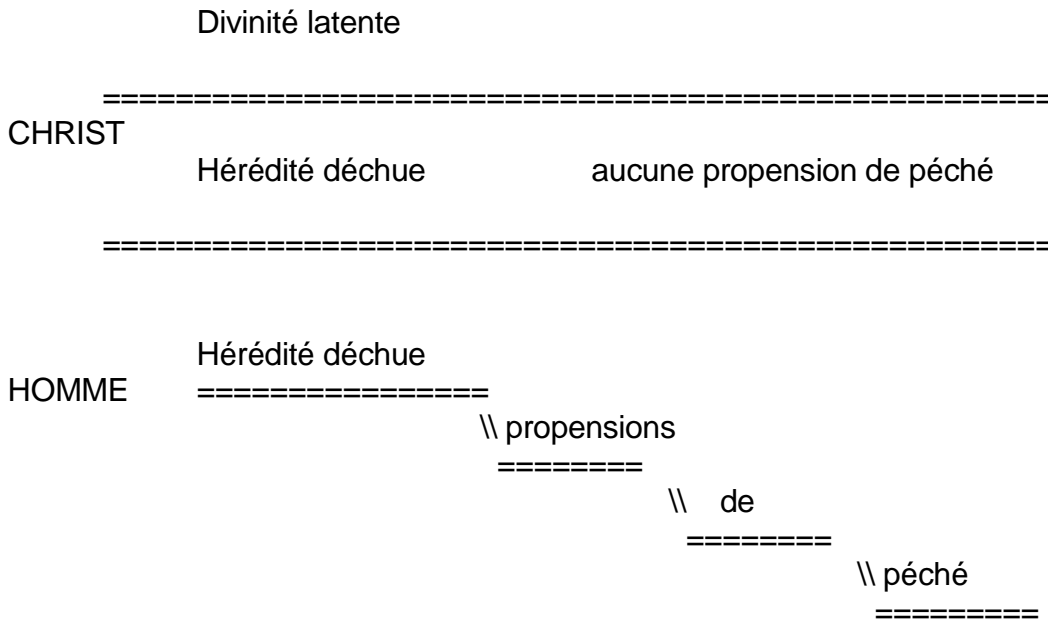 Divinité latente
====================================================
CHRIST
Hérédité déchue aucune propension de péché
====================================================
Hérédité déchue
HOMME ================
\\ propensions
========
\\ de
========
\\ péché
=========